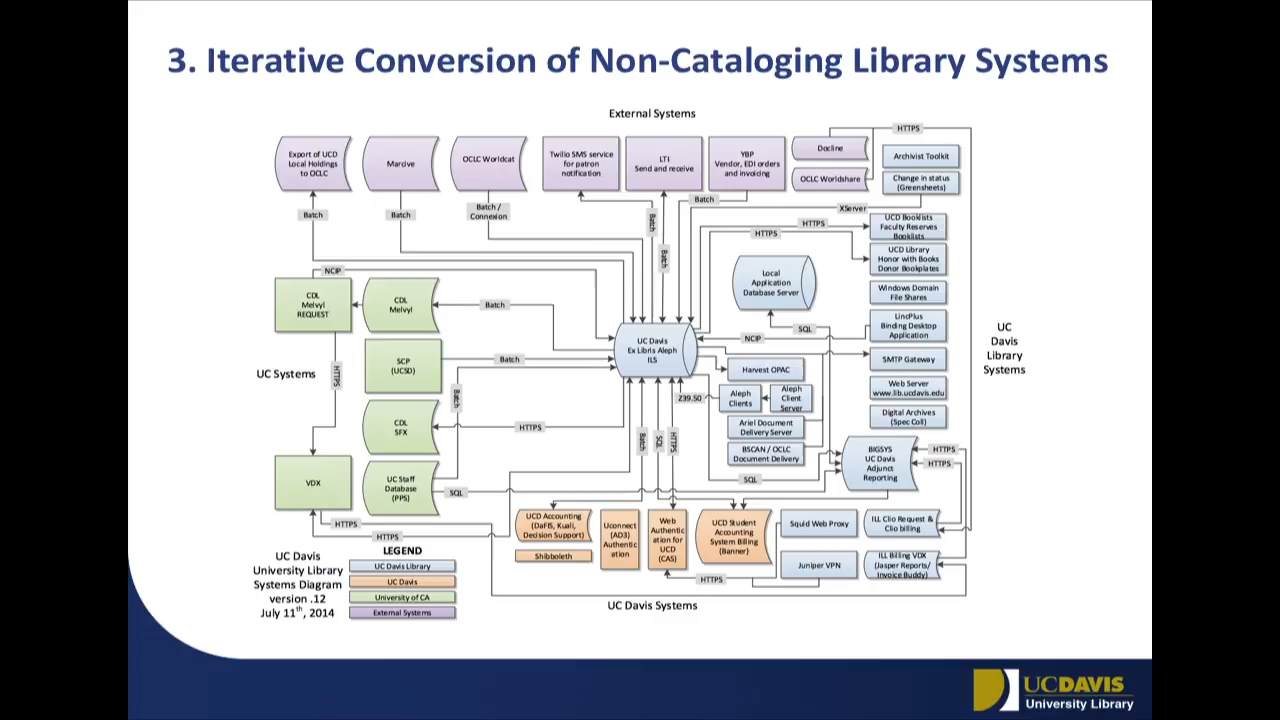 3. Iterative Conversion of Non-Cataloging Library Systems
External Systems
HTTPS
Export of UCD
Local Holdings
to OCLC
Marcive
OCLC Worldcat
Twilio SMS service
for patron
notification
LTI
Send and receive
YBP
Vendor, EDI orders
and invoicing
Docline
OCLC Worldshare
Archivist Toolkit
Change in status
(Greensheets)
Batch
Batch
Batch /
Connexion
Batch
Batch
Batch
XServer
HTTPS
HTTPS
UCD Booklists
Faculty Reserves
Booklists
UCD Library
Honor with Books
Donor Bookplates
Windows Domain
File Shares
LincPlus
Binding Desktop
Application
SMTP Gateway
Web Server
www.lib.ucdavis.edu
Digital Archives
(Spec Coll)
UC
Davis
Library
Systems
NCIP
CDL
Melvyl
REQUEST
CDL
Melvyl
Batch
Local
Application
Database Server
SQL
NCIP
UC Davis
Ex Libris Aleph
ILS
UC Systems
HTTPS
SCP
(UCSD)
Batch
Batch
Harvest OPAC
Z39.50
Aleph
Clients
Aleph
Client
Server
Ariel Document
Delivery Server
BSCAN / OCLC
Document Delivery
CDL
SFX
HTTPS
Batch
SQL
HTTPS
BIGSYS
UC Davis
Adjunct
Reporting
HTTPS
HTTPS
SQL
VDX
UC Staff
Database
(PPS)
SQL
HTTPS
HTTPS
UCD Accounting
(DaFIS, Kuali,
Decision Support)
Shibboleth
Uconnect
(AD3)
Authentic
ation
Web
Authentic
ation for
UCD
(CAS)
UCD Student
Accounting
System Billing
(Banner)
Squid Web Proxy
Juniper VPN
ILL Clio Request &
Clio billing
ILL Billing VDX
(Jasper Reports/
Invoice Buddy)
HTTPS
UC Davis Systems
UC Davis
University Library
Systems Diagram
version .12
July 11th, 2014
LEGEND
UC Davis Library
UC Davis
University of CA
External Systems
UCDAVIS
University Library